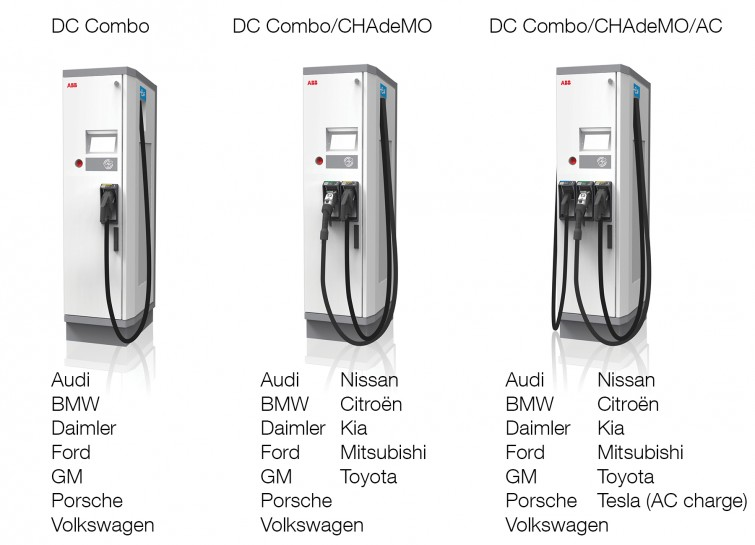 DC Combo
ABB
Audi
BMW
Daimler
Ford
GM
Porsche
Volkswagen
DC Combo/CHAdeMO
ABB
Audi
BMW
Daimler
Ford
GM
Porsche
Volkswagen
Nissan
Citroën
Kia
Mitsubishi
Toyota
DC Combo/CHAdeMO/AC
ABB
Audi
BMW
Daimler
Ford
GM
Porsche
Volkswagen
Nissan
Citroën
Kia
Mitsubishi
Toyota
Tesla (AC charge)